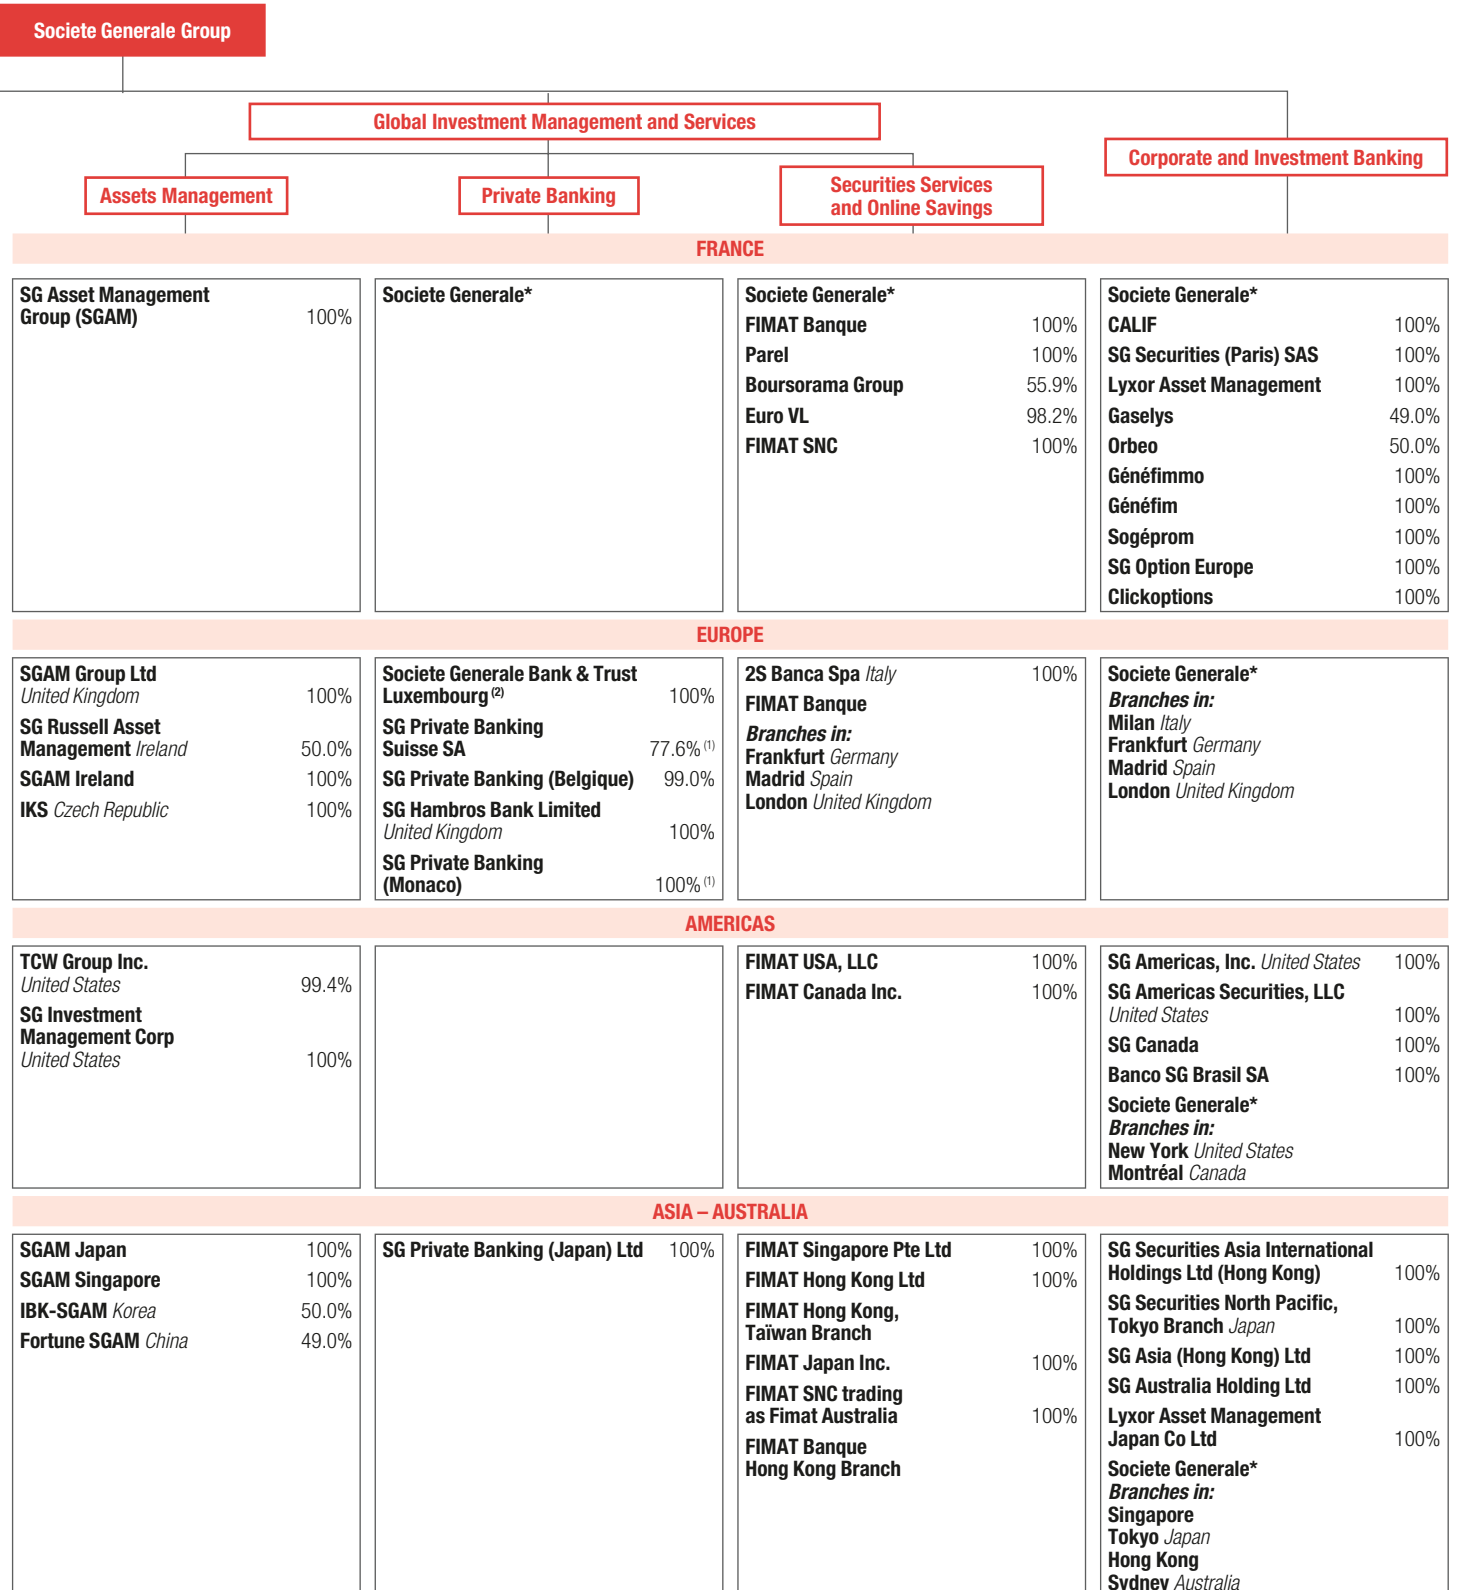 Societe Generale Group
Global Investment Management and Services
Corporate and Investment Banking
Assets Management
Private Banking
Securities Services
and Online Savings
FRANCE
SG Asset Management
Group (SGAM) 100%
Societe Generale*
Societe Generale*
FIMAT Banque 100%
Parel 100%
Boursorama Group 55.9%
Euro VL 98.2%
FIMAT SNC 100%
Societe Generale*
CALIF 100%
SG Securities (Paris) SAS 100%
Lyxor Asset Management 100%
Gaselys 49.0%
Orbeo 50.0%
Généfimmo 100%
Généfim 100%
Sogéprom 100%
SG Option Europe 100%
Clickoptions 100%
EUROPE
SGAM Group Ltd
United Kingdom 100%
SG Russell Asset
Management Ireland 50.0%
SGAM Ireland 100%
IKS Czech Republic 100%
Societe Generale Bank & Trust
Luxembourg (2) 100%
SG Private Banking
Suisse SA 77.6% (1)
SG Private Banking (Belgique) 99.0%
SG Hambros Bank Limited
United Kingdom 100%
SG Private Banking
(Monaco) 100% (1)
2S Banca Spa Italy 100%
FIMAT Banque
Branches in:
Frankfurt Germany
Madrid Spain
London United Kingdom
Societe Generale*
Branches in:
Milan Italy
Frankfurt Germany
Madrid Spain
London United Kingdom
AMERICAS
TCW Group Inc.
United States 99.4%
SG Investment
Management Corp
United States 100%
FIMAT USA, LLC 100%
FIMAT Canada Inc. 100%
SG Americas, Inc. United States 100%
SG Americas Securities, LLC
United States 100%
SG Canada 100%
Banco SG Brasil SA 100%
Societe Generale*
Branches in:
New York United States
Montréal Canada
ASIA – AUSTRALIA
SGAM Japan 100%
SGAM Singapore 100%
IBK-SGAM Korea 50.0%
Fortune SGAM China 49.0%
SG Private Banking (Japan) Ltd 100%
FIMAT Singapore Pte Ltd 100%
FIMAT Hong Kong Ltd 100%
FIMAT Hong Kong,
Taïwan Branch
FIMAT Japan Inc. 100%
FIMAT SNC trading
as Fimat Australia 100%
FIMAT Banque
Hong Kong Branch
SG Securities Asia International
Holdings Ltd (Hong Kong) 100%
SG Securities North Pacific,
Tokyo Branch Japan 100%
SG Asia (Hong Kong) Ltd 100%
SG Australia Holding Ltd 100%
Lyxor Asset Management
Japan Co Ltd 100%
Societe Generale*
Branches in:
Singapore
Tokyo Japan
Hong Kong
Sydney Australia